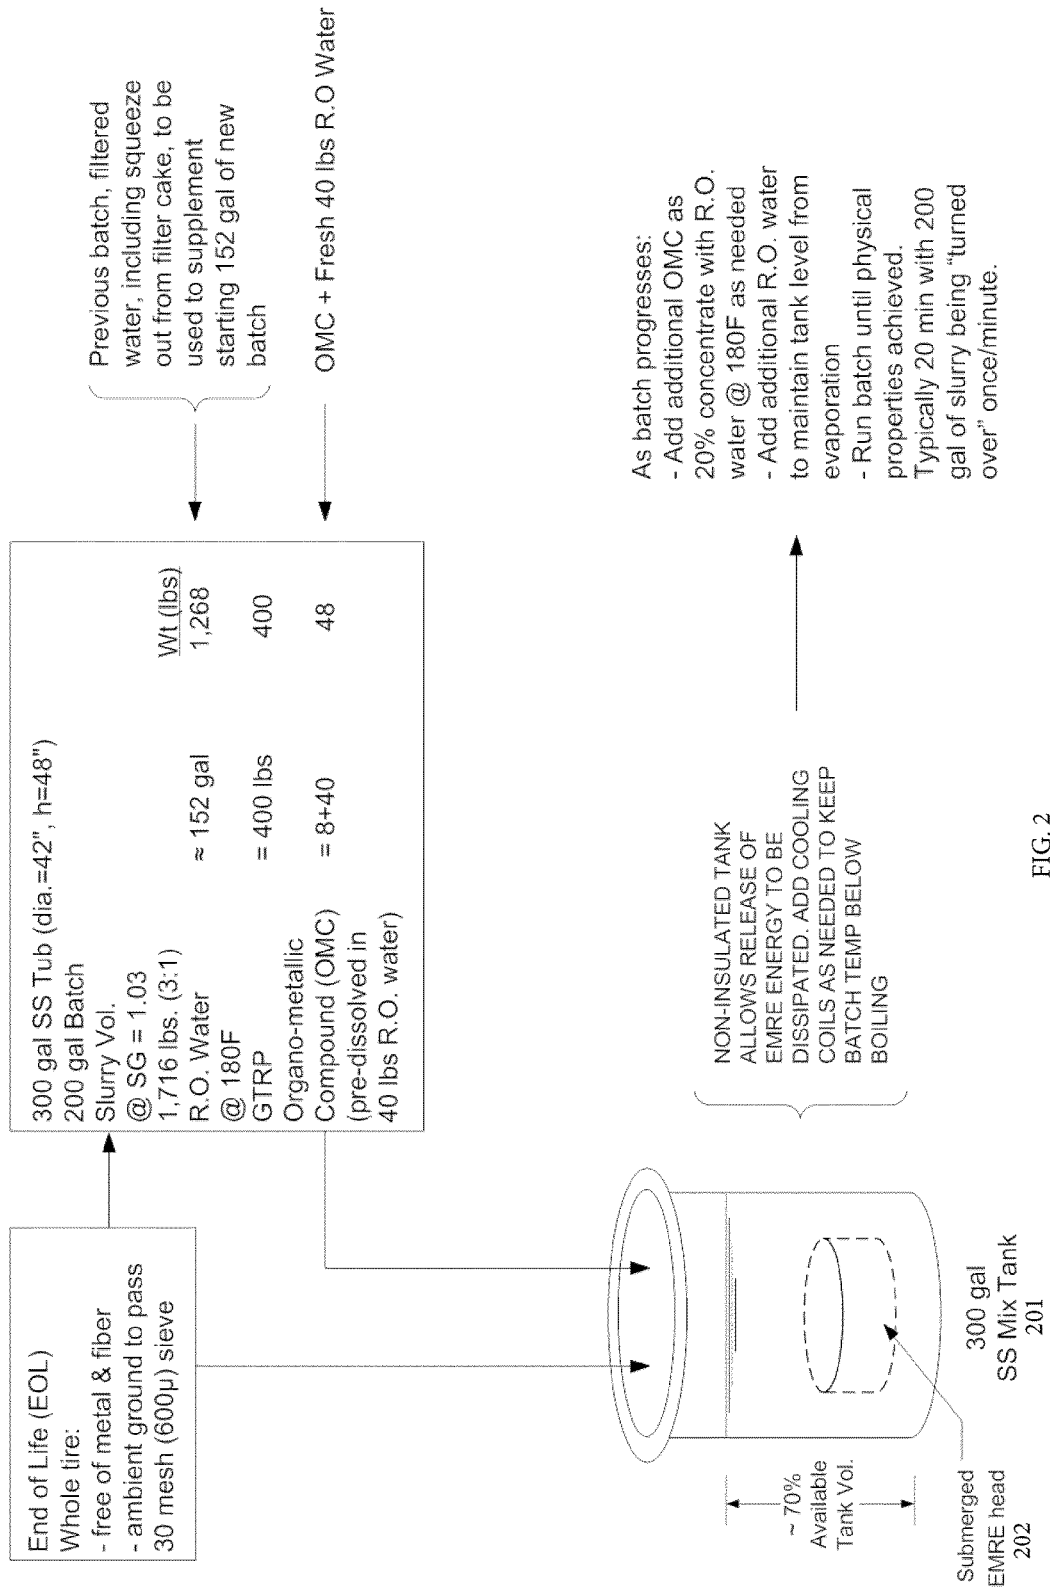 End of Life (EOL)
Whole tire:
- free of metal & fiber
- ambient ground to pass
30 mesh (600µ) sieve
300 gal SS Tub (dia.=42", h=48")
200 gal Batch
Slurry Vol.
@ SG = 1.03
1,716 lbs. (3:1) Wt (lbs)
R.O. Water ≈ 152 gal 1,268
@ 180F
GTRP = 400 lbs 400
Organo-metallic
Compound (OMC) = 8+40 48
(pre-dissolved in
40 lbs R.O. water)
Previous batch, filtered
water, including squeeze
out from filter cake, to be
used to supplement
starting 152 gal of new
batch
OMC + Fresh 40 lbs R.O Water
~ 70%
Available
Tank Vol.
Submerged
EMRE head
202
300 gal
SS Mix Tank
201
NON-INSULATED TANK
ALLOWS RELEASE OF
EMRE ENERGY TO BE
DISSIPATED. ADD COOLING
COILS AS NEEDED TO KEEP
BATCH TEMP BELOW
BOILING
As batch progresses:
- Add additional OMC as
20% concentrate with R.O.
water @ 180F as needed
- Add additional R.O. water
to maintain tank level from
evaporation
- Run batch until physical
properties achieved.
Typically 20 min with 200
gal of slurry being "turned
over" once/minute.
FIG. 2